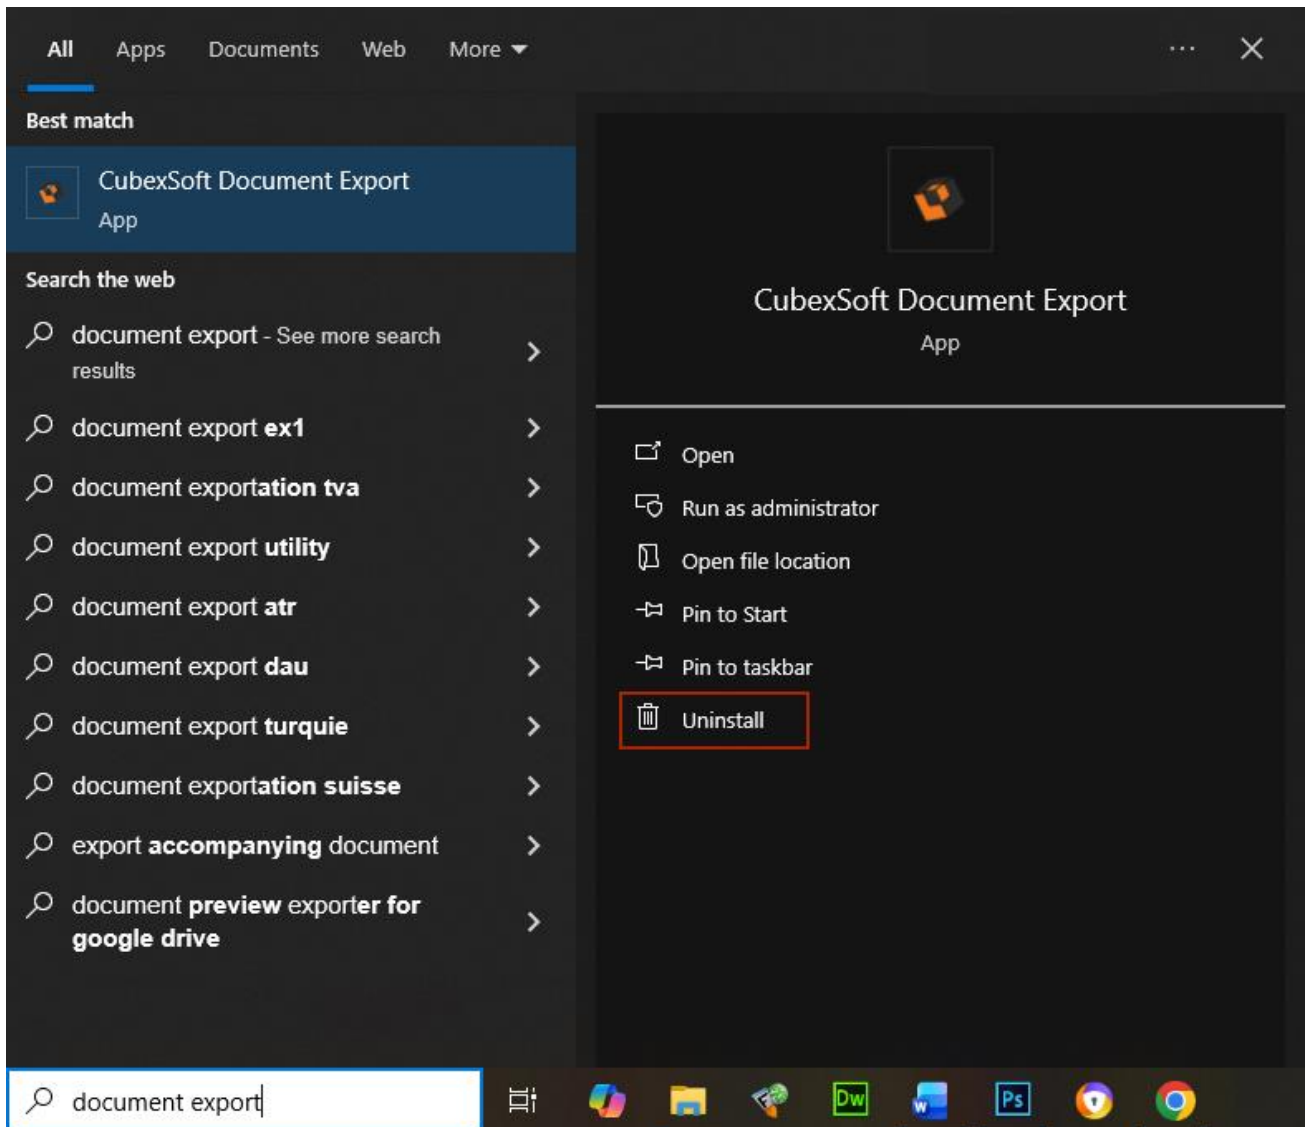 All Apps Documents Web More
Best match
CubexSoft Document Export
App
Search the web
document export - See more search
results
document export ex1
document exportation tva
document export utility
document export atr
document export dau
document export turquie
document exportation suisse
export accompanying document
document preview exporter for
google drive
CubexSoft Document Export
App
Open
Run as administrator
Open file location
Pin to Start
Pin to taskbar
Uninstall
document export
Dw
W
Ps